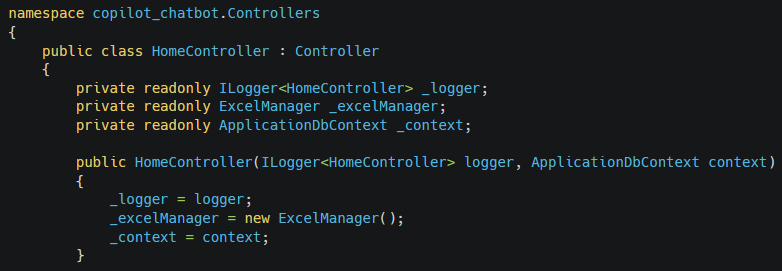 namespace copilot_chatbot.Controllers
{
    public class HomeController : Controller
    {
        private readonly ILogger<HomeController> _logger;
        private readonly ExcelManager _excelManager;
        private readonly ApplicationDbContext _context;

        public HomeController(ILogger<HomeController> logger, ApplicationDbContext context)
        {
            _logger = logger;
            _excelManager = new ExcelManager();
            _context = context;
        }